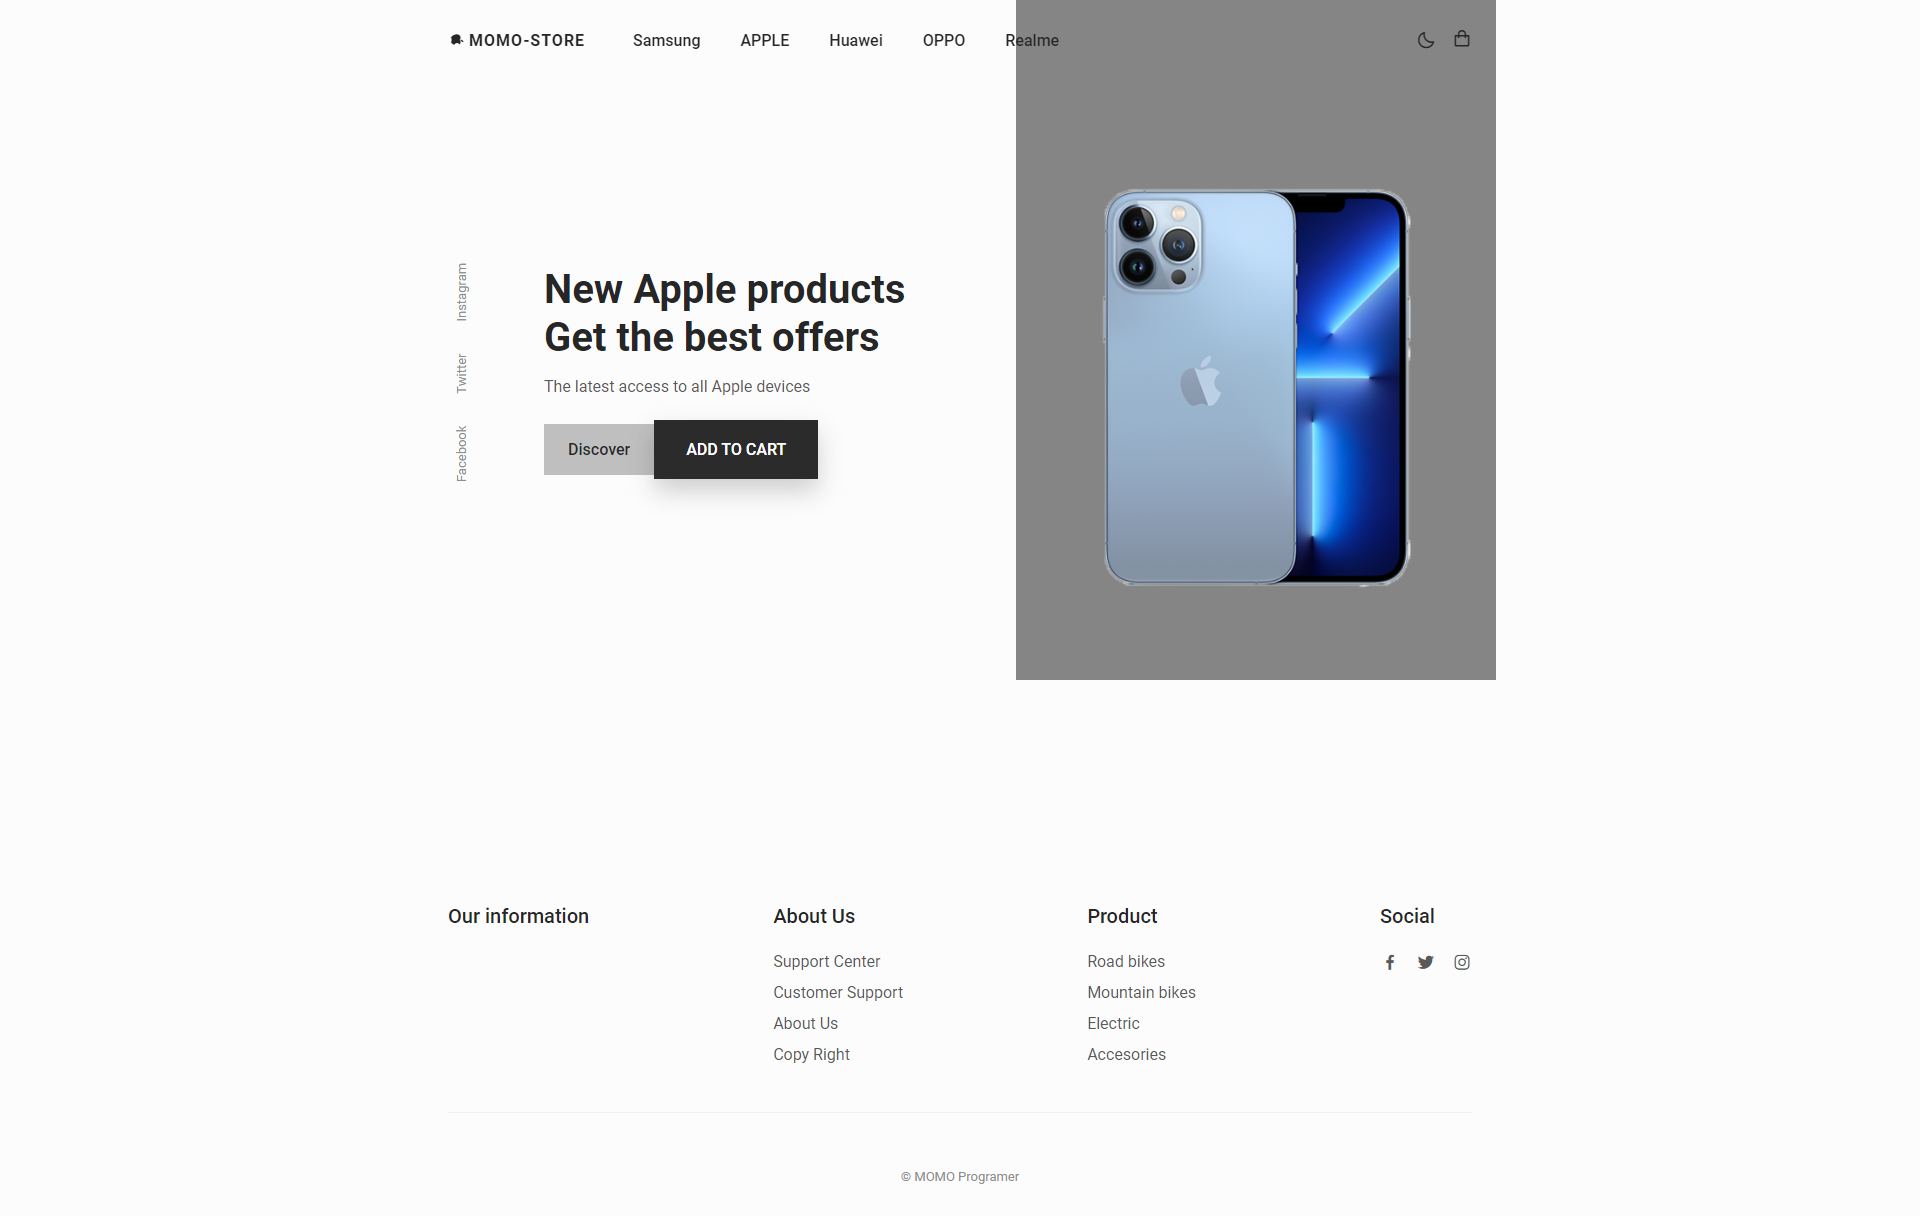 MOMO-STORE
Samsung
APPLE
Huawei
OPPO
Realme
Instagram
Twitter
Facebook
New Apple products
Get the best offers
The latest access to all Apple devices
Discover
ADD TO CART
Our information
About Us
Support Center
Customer Support
About Us
Copy Right
Product
Road bikes
Mountain bikes
Electric
Accesories
Social
© MOMO Programer